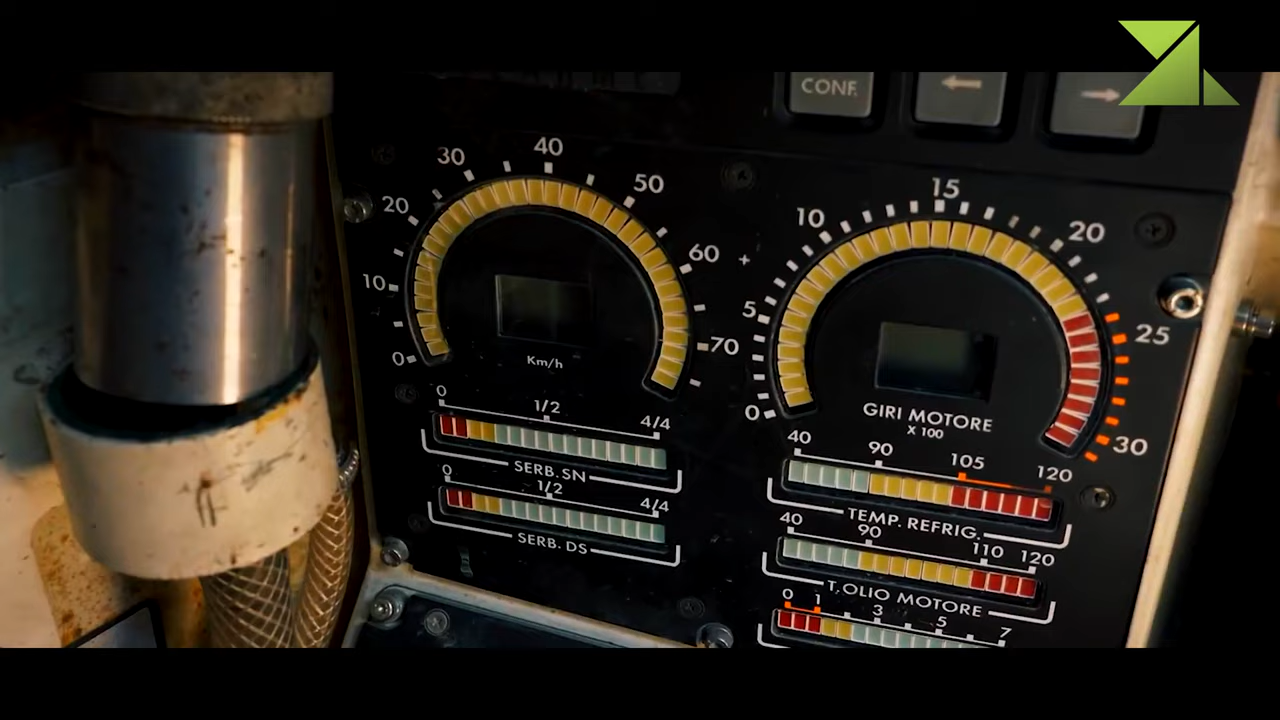 CONF.
←
→
0
10
20
30
40
50
60
+
70
Km/h
0
5
10
15
20
25
30
GIRI MOTORE
X 100
0 1/2 4/4
SERB. SN
0 1/2 4/4
SERB. DS
40 90 105 120
TEMP. REFRIG.
40 90 110 120
T. OLIO MOTORE
0 1 3 5 7